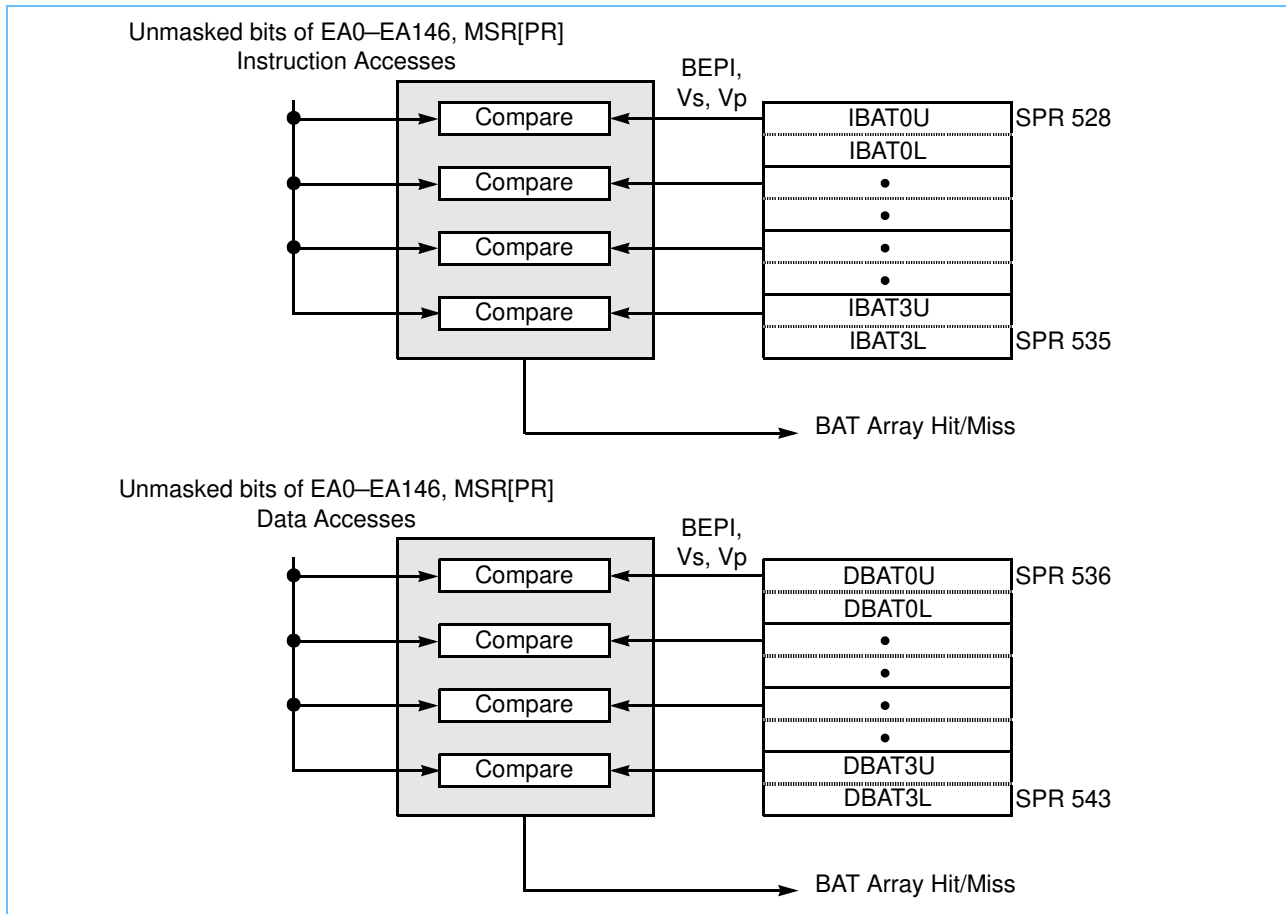 Unmasked bits of EA0–EA146, MSR[PR]
Instruction Accesses
BEPI,
Vs, Vp
Compare
IBAT0U
SPR 528
IBAT0L
Compare
•
•
Compare
•
•
Compare
IBAT3U
IBAT3L
SPR 535
BAT Array Hit/Miss
Unmasked bits of EA0–EA146, MSR[PR]
Data Accesses
BEPI,
Vs, Vp
Compare
DBAT0U
SPR 536
DBAT0L
Compare
•
•
Compare
•
•
Compare
DBAT3U
DBAT3L
SPR 543
BAT Array Hit/Miss